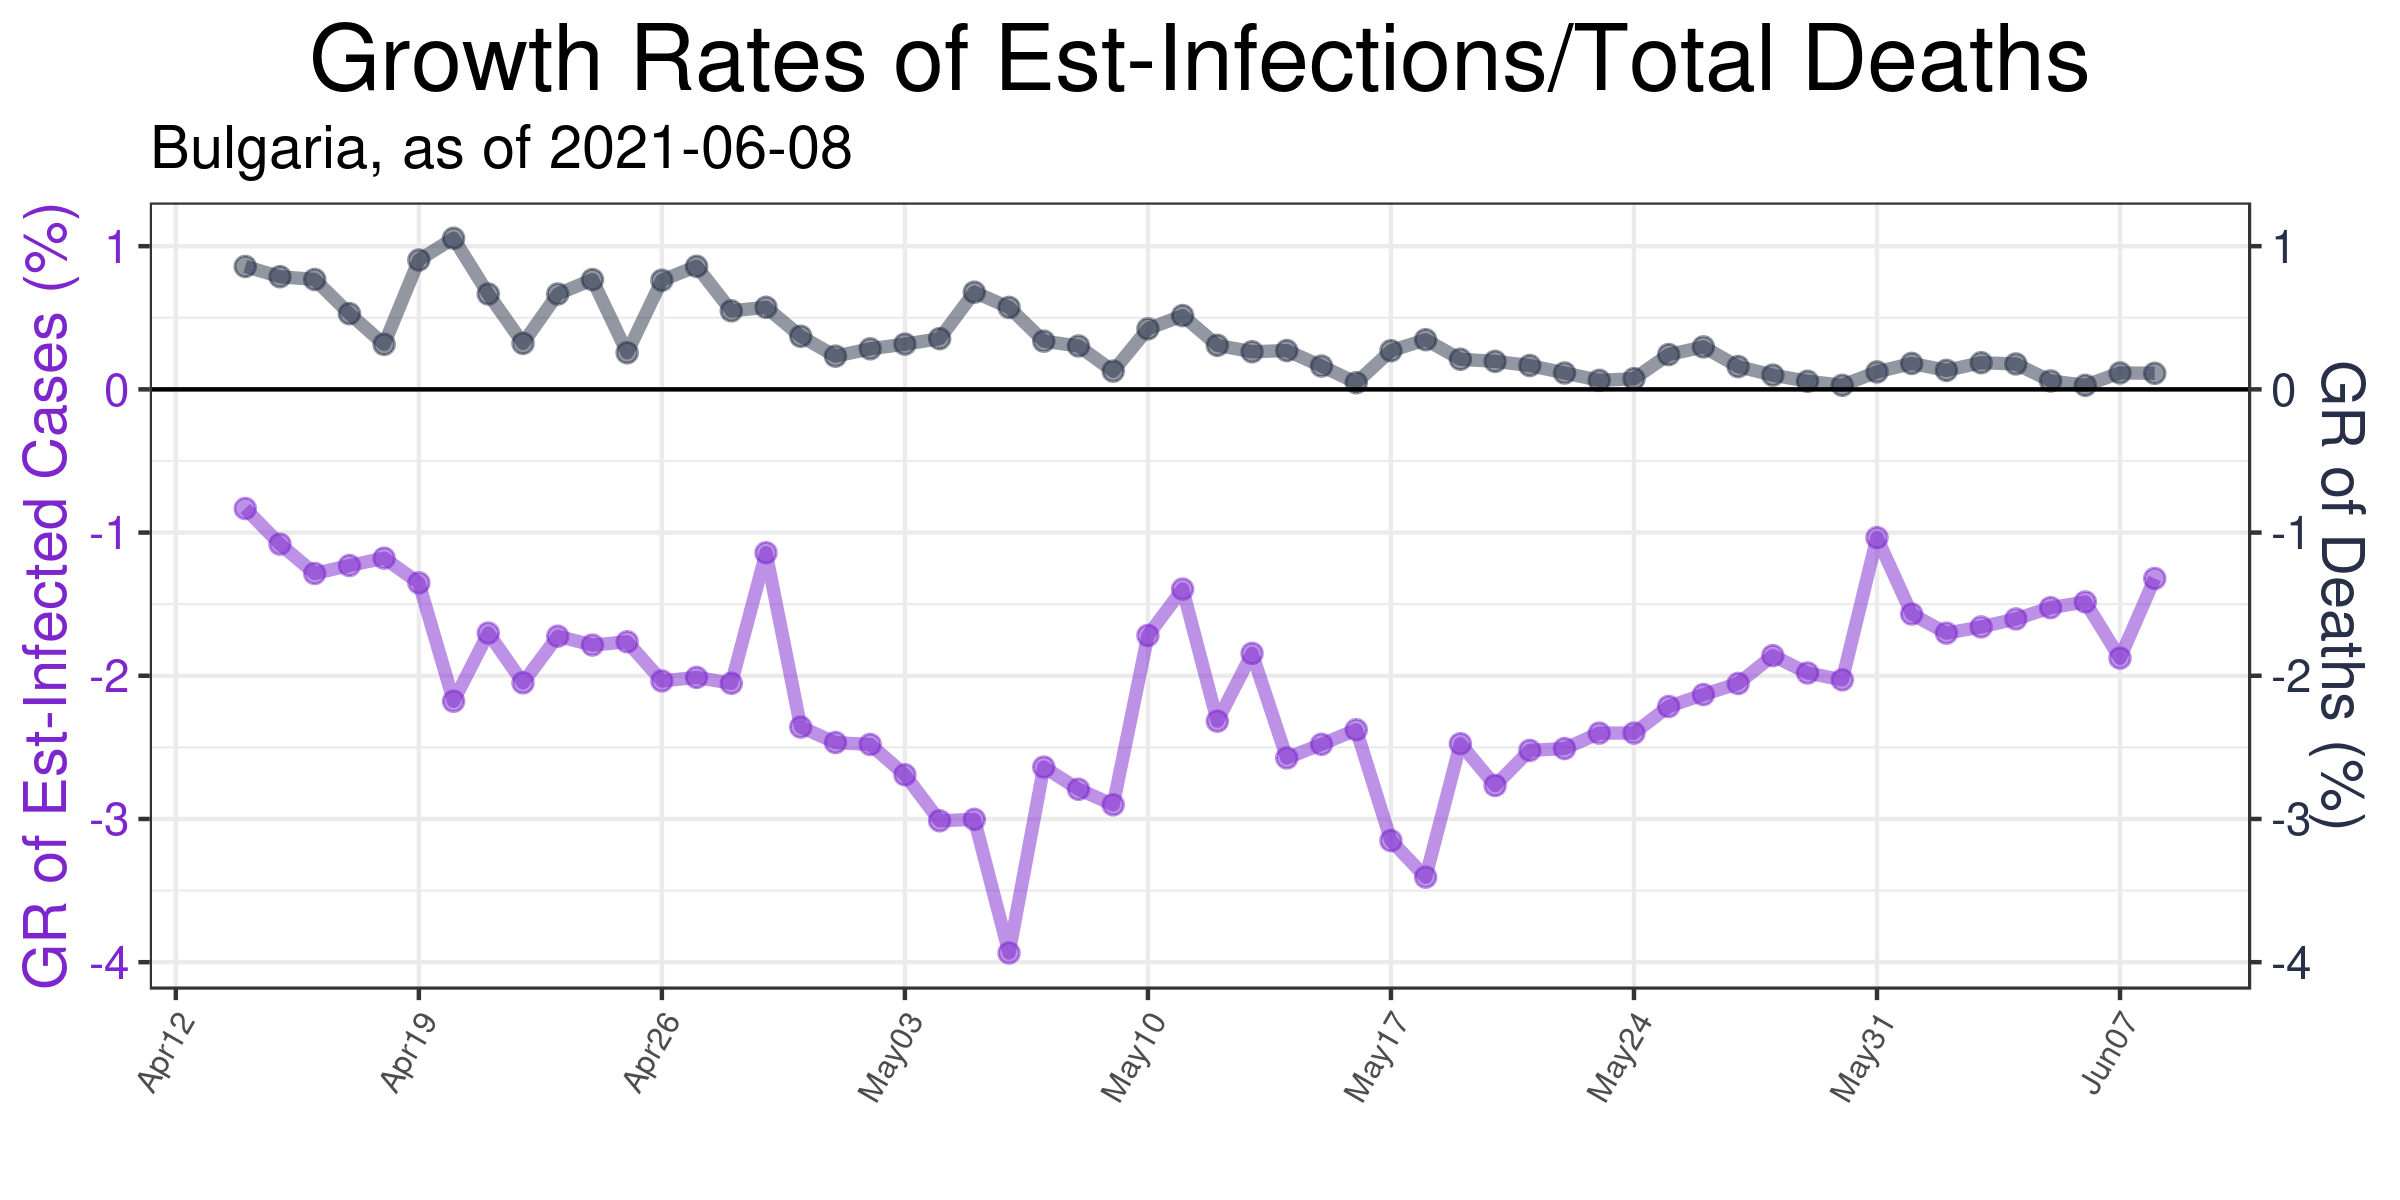 Growth Rates of Est-Infections/Total Deaths
Bulgaria, as of 2021-06-08
GR of Est-Infected Cases (%)
1
0
-1
-2
-3
-4
1
0
-1
-2
-3
-4
GR of Deaths (%)
Apr12
Apr19
Apr26
May03
May10
May17
May24
May31
Jun07